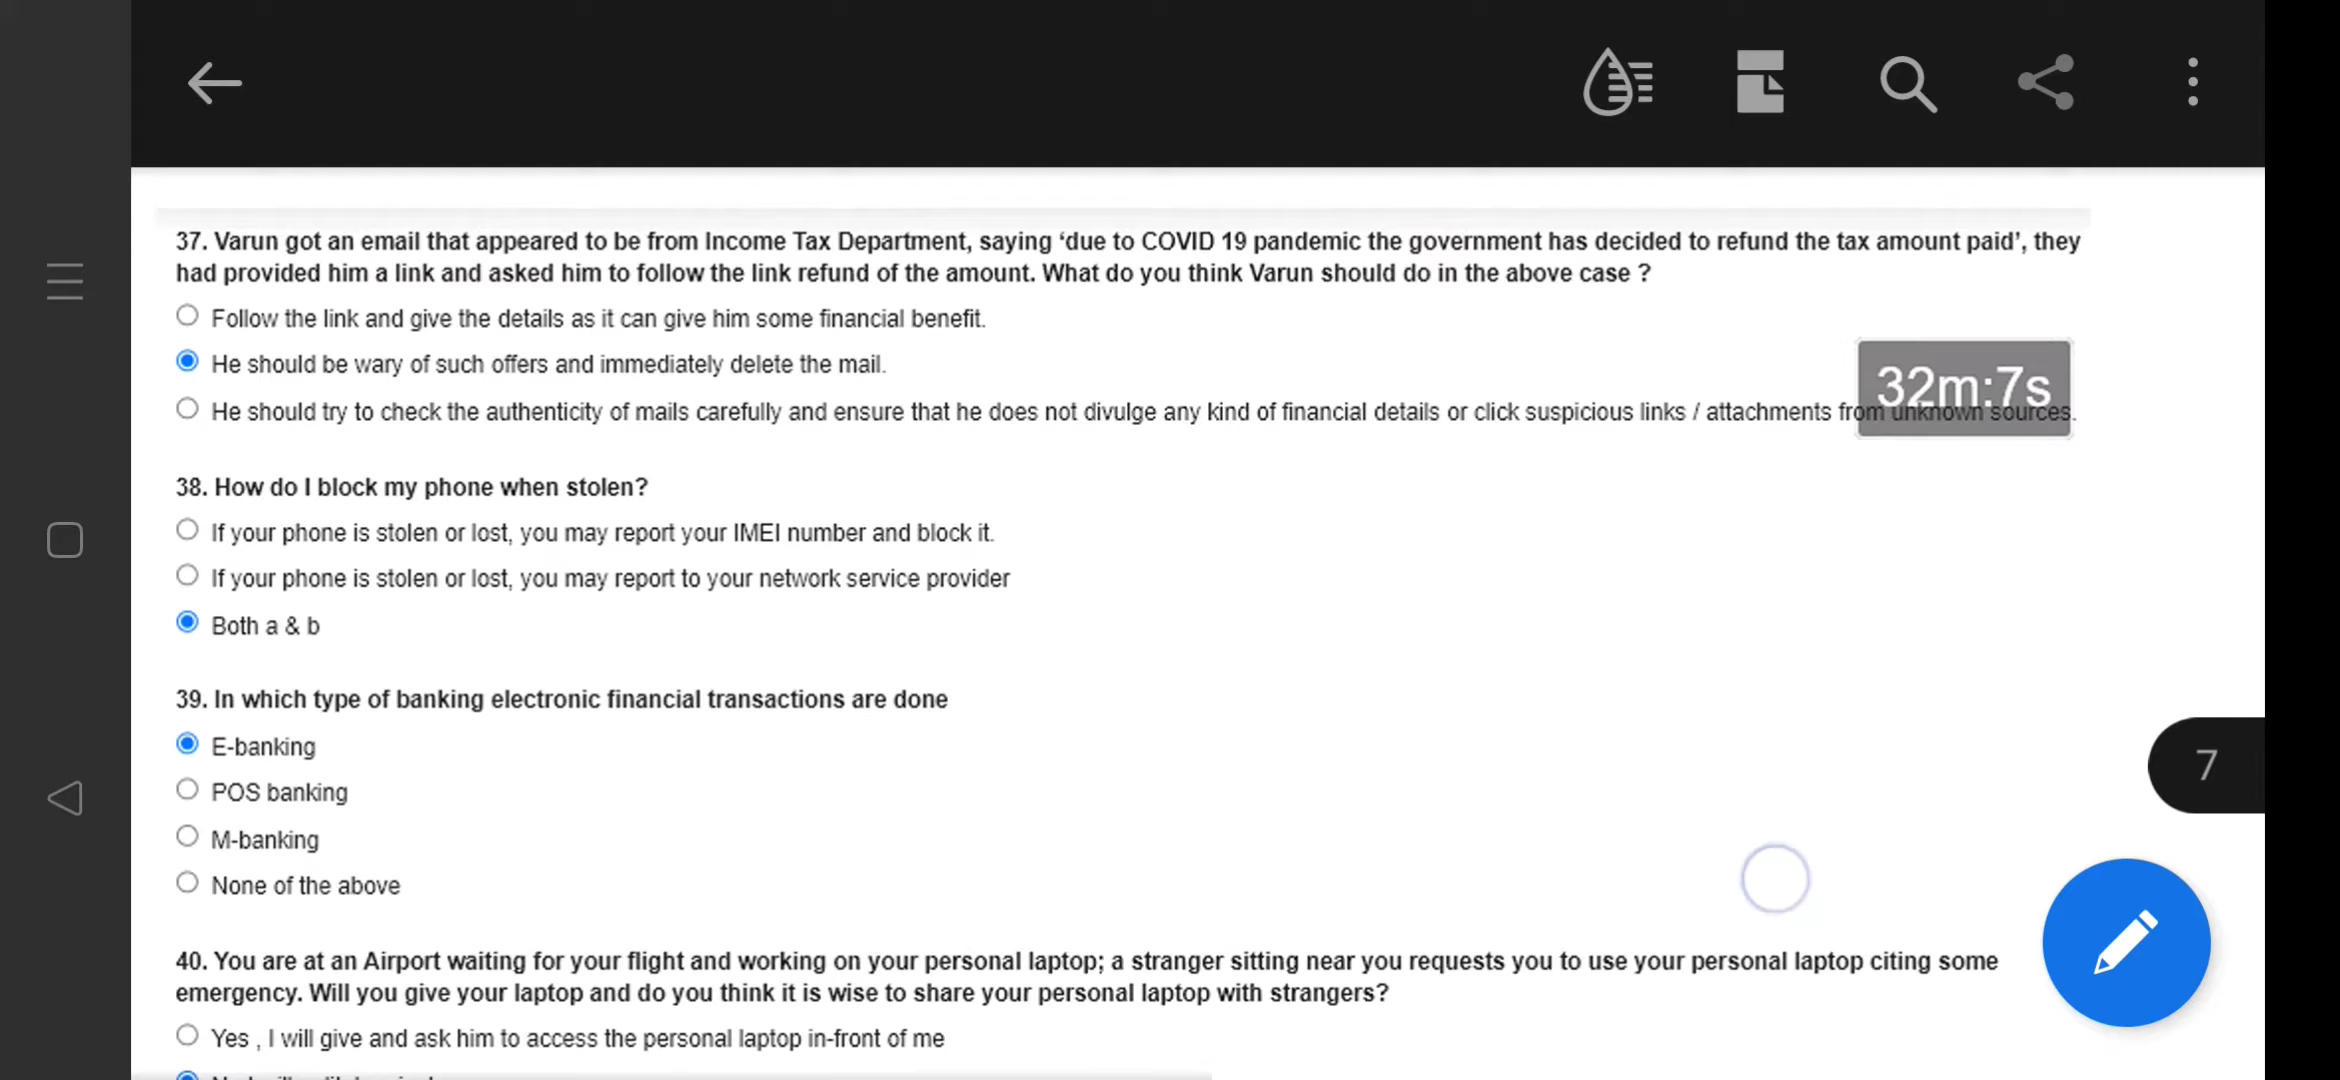 37. Varun got an email that appeared to be from Income Tax Department, saying ‘due to COVID 19 pandemic the government has decided to refund the tax amount paid’, they
had provided him a link and asked him to follow the link refund of the amount. What do you think Varun should do in the above case ?
Follow the link and give the details as it can give him some financial benefit.
He should be wary of such offers and immediately delete the mail.
32m:7s
He should try to check the authenticity of mails carefully and ensure that he does not divulge any kind of financial details or click suspicious links / attachments from unknown sources.
38. How do I block my phone when stolen?
If your phone is stolen or lost, you may report your IMEI number and block it.
If your phone is stolen or lost, you may report to your network service provider
Both a & b
39. In which type of banking electronic financial transactions are done
E-banking
POS banking
7
M-banking
None of the above
40. You are at an Airport waiting for your flight and working on your personal laptop; a stranger sitting near you requests you to use your personal laptop citing some
emergency. Will you give your laptop and do you think it is wise to share your personal laptop with strangers?
Yes , I will give and ask him to access the personal laptop in-front of me